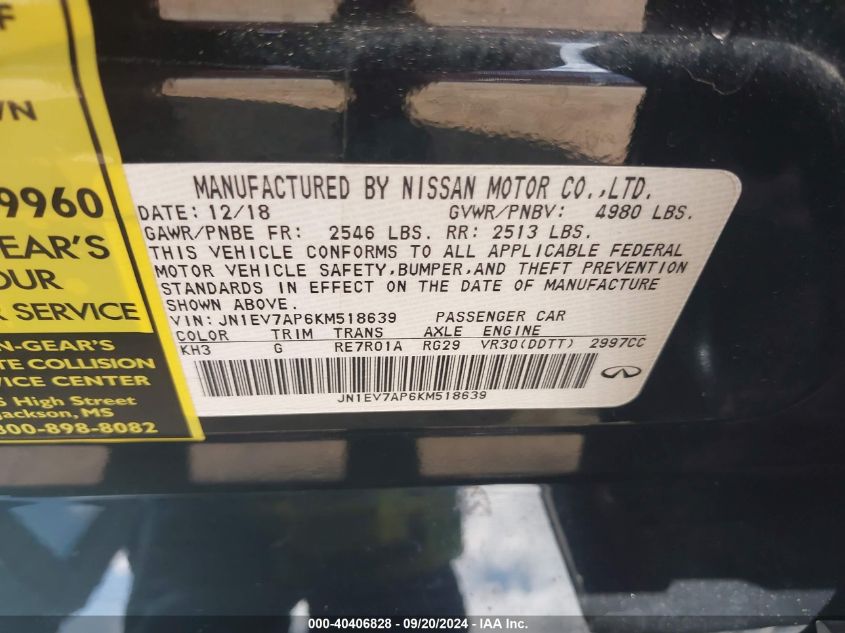 F
WN
9960
EAR'S
OUR
R SERVICE
N-GEAR'S
TE COLLISION
VICE CENTER
High Street
Jackson, MS
800-898-8082
MANUFACTURED BY NISSAN MOTOR CO.,LTD.
DATE: 12/18 GVWR/PNBV: 4980 LBS.
GAWR/PNBE FR: 2546 LBS. RR: 2513 LBS.
THIS VEHICLE CONFORMS TO ALL APPLICABLE FEDERAL
MOTOR VEHICLE SAFETY,BUMPER,AND THEFT PREVENTION
STANDARDS IN EFFECT ON THE DATE OF MANUFACTURE
SHOWN ABOVE.
VIN: JN1EV7AP6KM518639 PASSENGER CAR
COLOR TRIM TRANS AXLE ENGINE
KH3 G RE7R01A RG29 VR30(DDTT) 2997CC
JN1EV7AP6KM518639
000-40406828 - 09/20/2024 - IAA Inc.